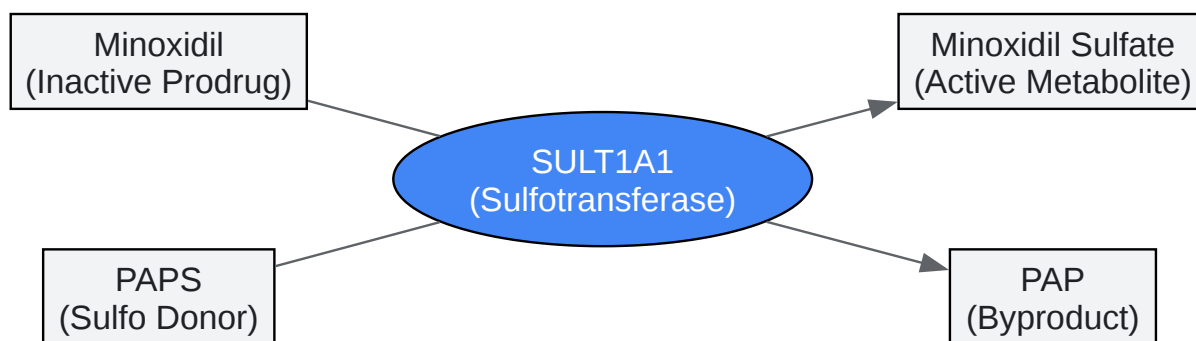 Minoxidil
(Inactive Prodrug)
Minoxidil Sulfate
(Active Metabolite)
SULT1A1
(Sulfotransferase)
PAPS
(Sulfo Donor)
PAP
(Byproduct)